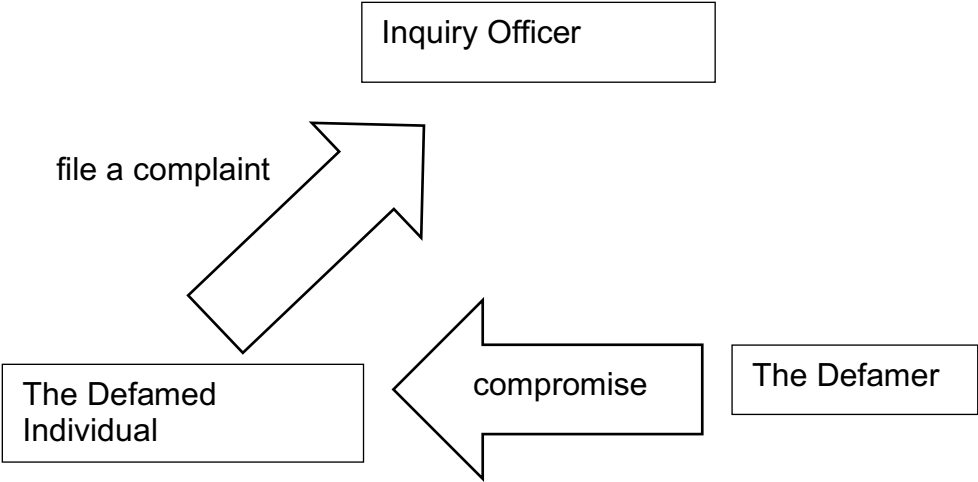 Inquiry Officer
file a complaint
The Defamed
Individual
compromise
The Defamer